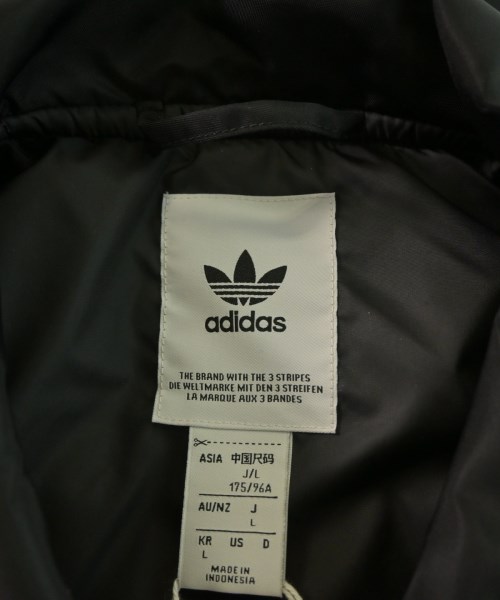 adidas
THE BRAND WITH THE 3 STRIPES
DIE WELTMARKE MIT DEN 3 STREIFEN
LA MARQUE AUX 3 BANDES
ASIA 中国尺码
J/L
175/96A
AU/NZ J
L
KR US D
L
MADE IN
INDONESIA